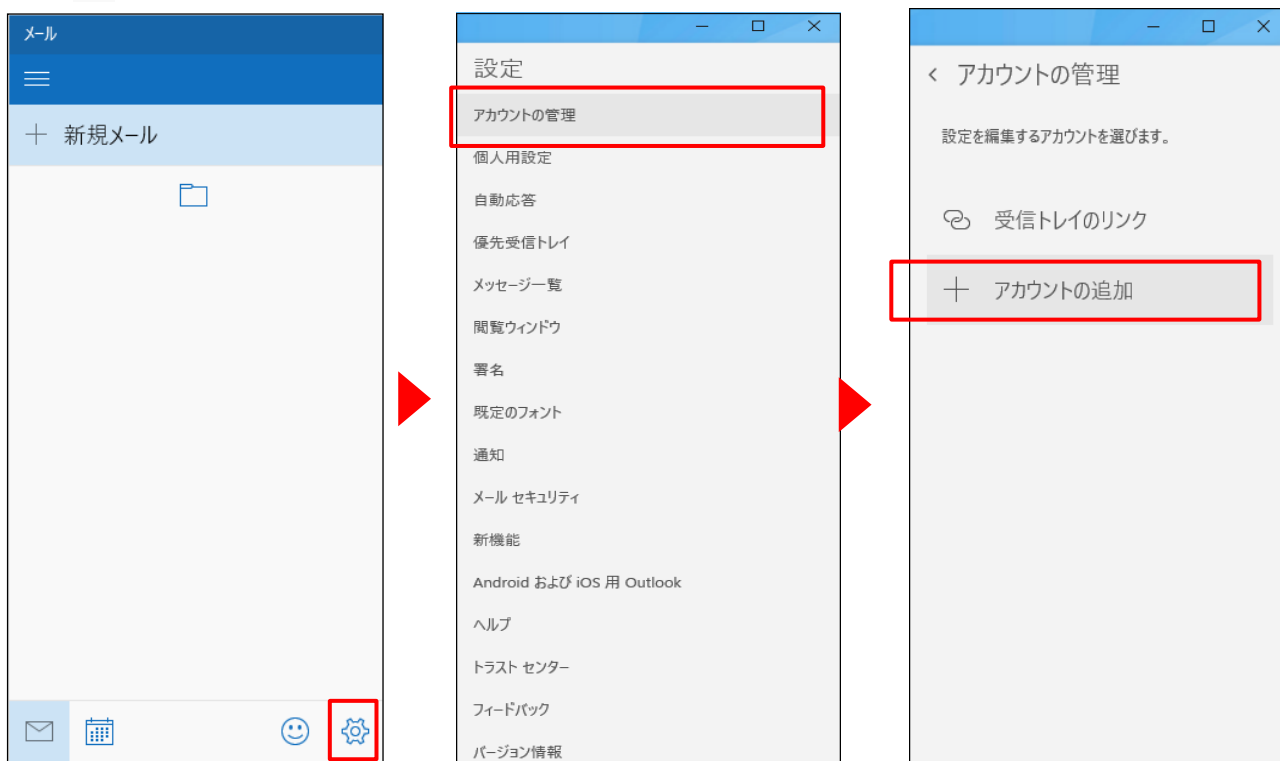 メール
新規メール
設定
アカウントの管理
個人用設定
自動応答
優先受信トレイ
メッセージ一覧
閲覧ウィンドウ
署名
既定のフォント
通知
メール セキュリティ
新機能
Android および iOS 用 Outlook
ヘルプ
トラスト センター
フィードバック
バージョン情報
アカウントの管理
設定を編集するアカウントを選びます。
受信トレイのリンク
アカウントの追加